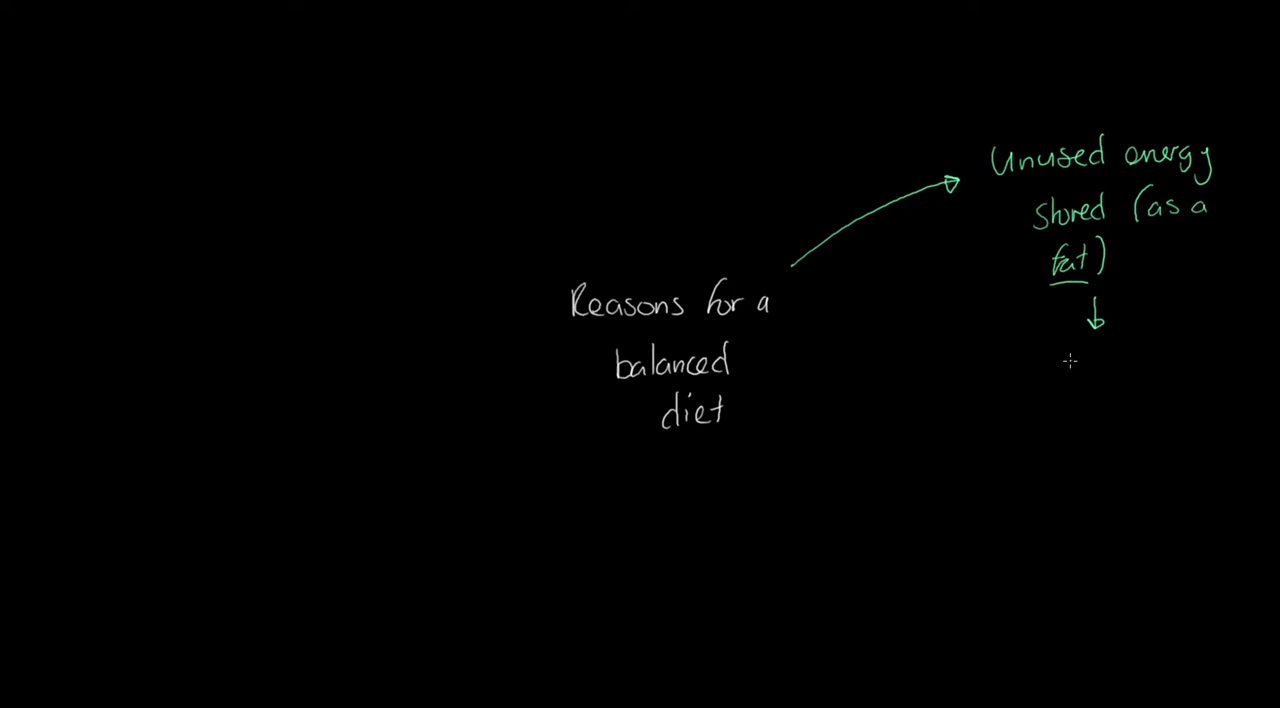 Unused energy
stored (as a
fat)
Reasons for a
balanced
diet